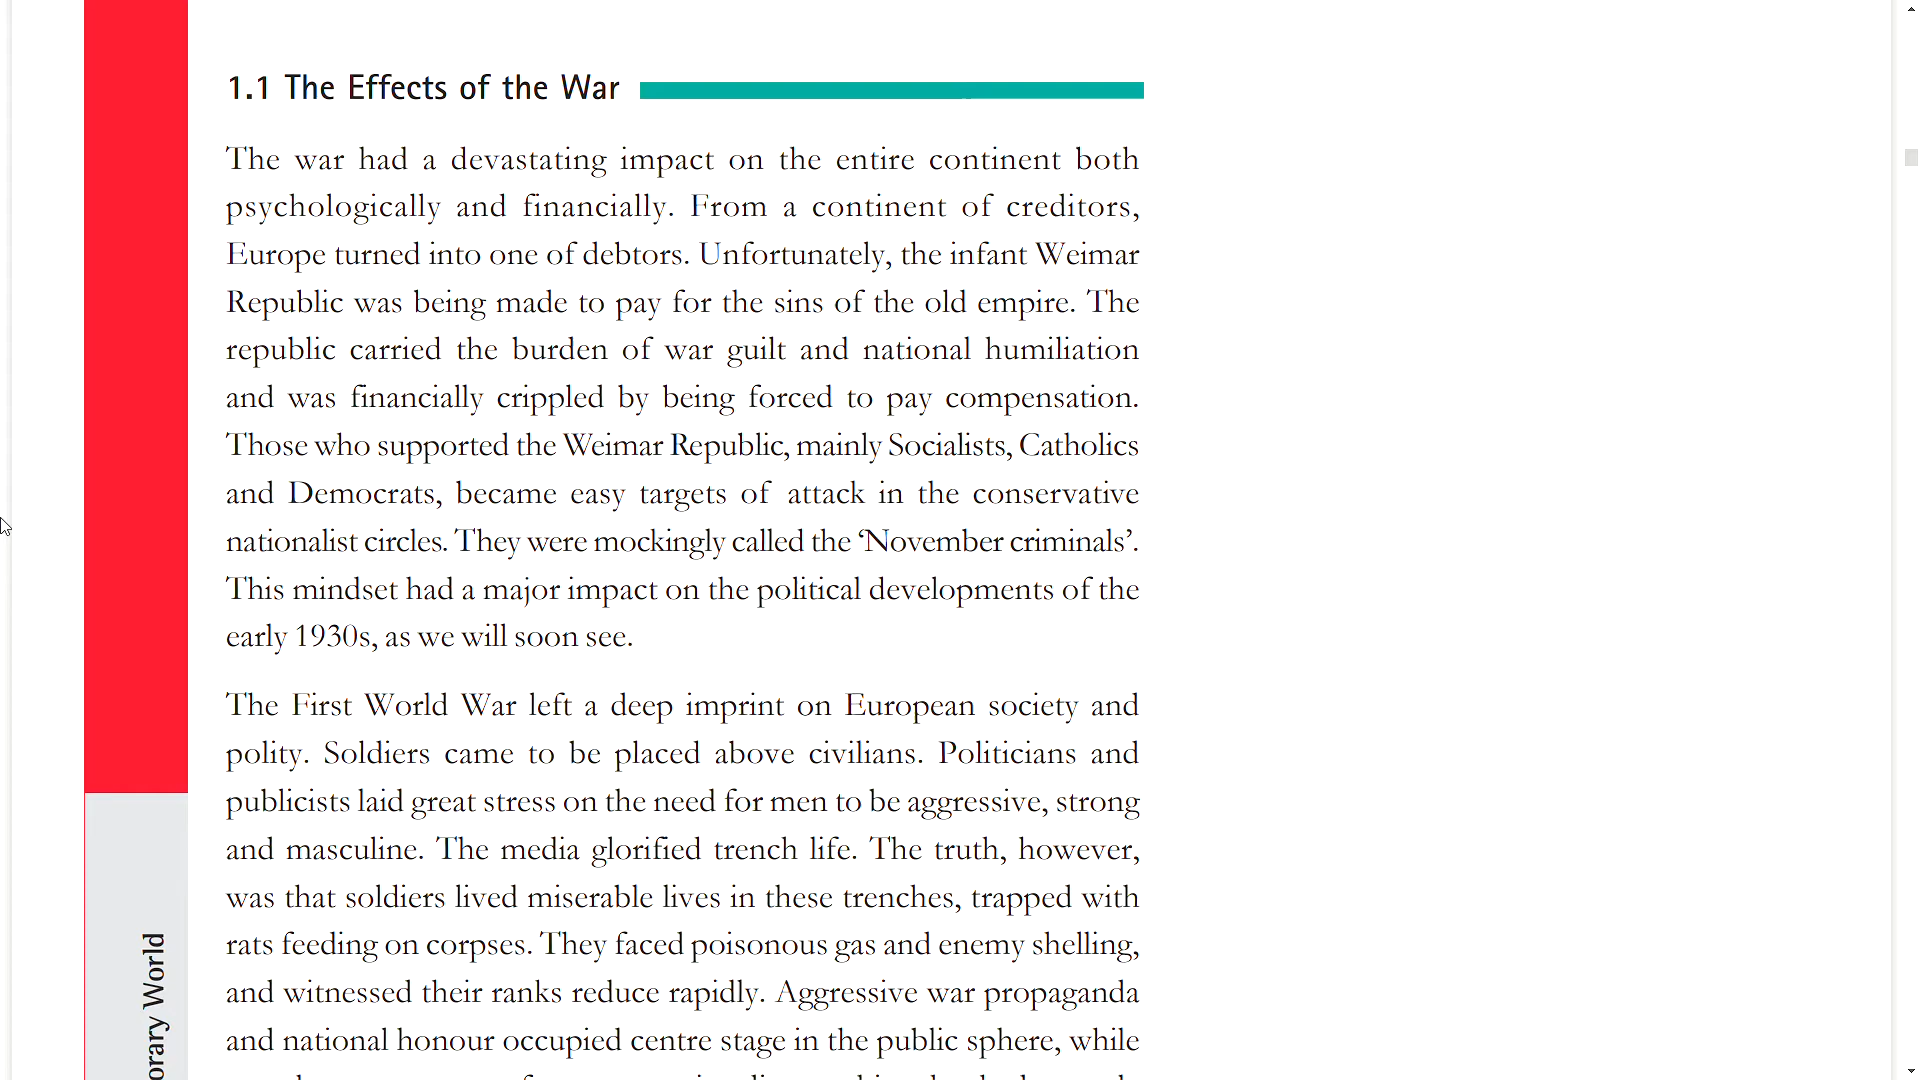 1.1 The Effects of the War
The war had a devastating impact on the entire continent both
psychologically and financially. From a continent of creditors,
Europe turned into one of debtors. Unfortunately, the infant Weimar
Republic was being made to pay for the sins of the old empire. The
republic carried the burden of war guilt and national humiliation
and was financially crippled by being forced to pay compensation.
Those who supported the Weimar Republic, mainly Socialists, Catholics
and Democrats, became easy targets of attack in the conservative
nationalist circles. They were mockingly called the ‘November criminals’.
This mindset had a major impact on the political developments of the
early 1930s, as we will soon see.
The First World War left a deep imprint on European society and
polity. Soldiers came to be placed above civilians. Politicians and
publicists laid great stress on the need for men to be aggressive, strong
and masculine. The media glorified trench life. The truth, however,
was that soldiers lived miserable lives in these trenches, trapped with
rats feeding on corpses. They faced poisonous gas and enemy shelling,
and witnessed their ranks reduce rapidly. Aggressive war propaganda
and national honour occupied centre stage in the public sphere, while
orary World